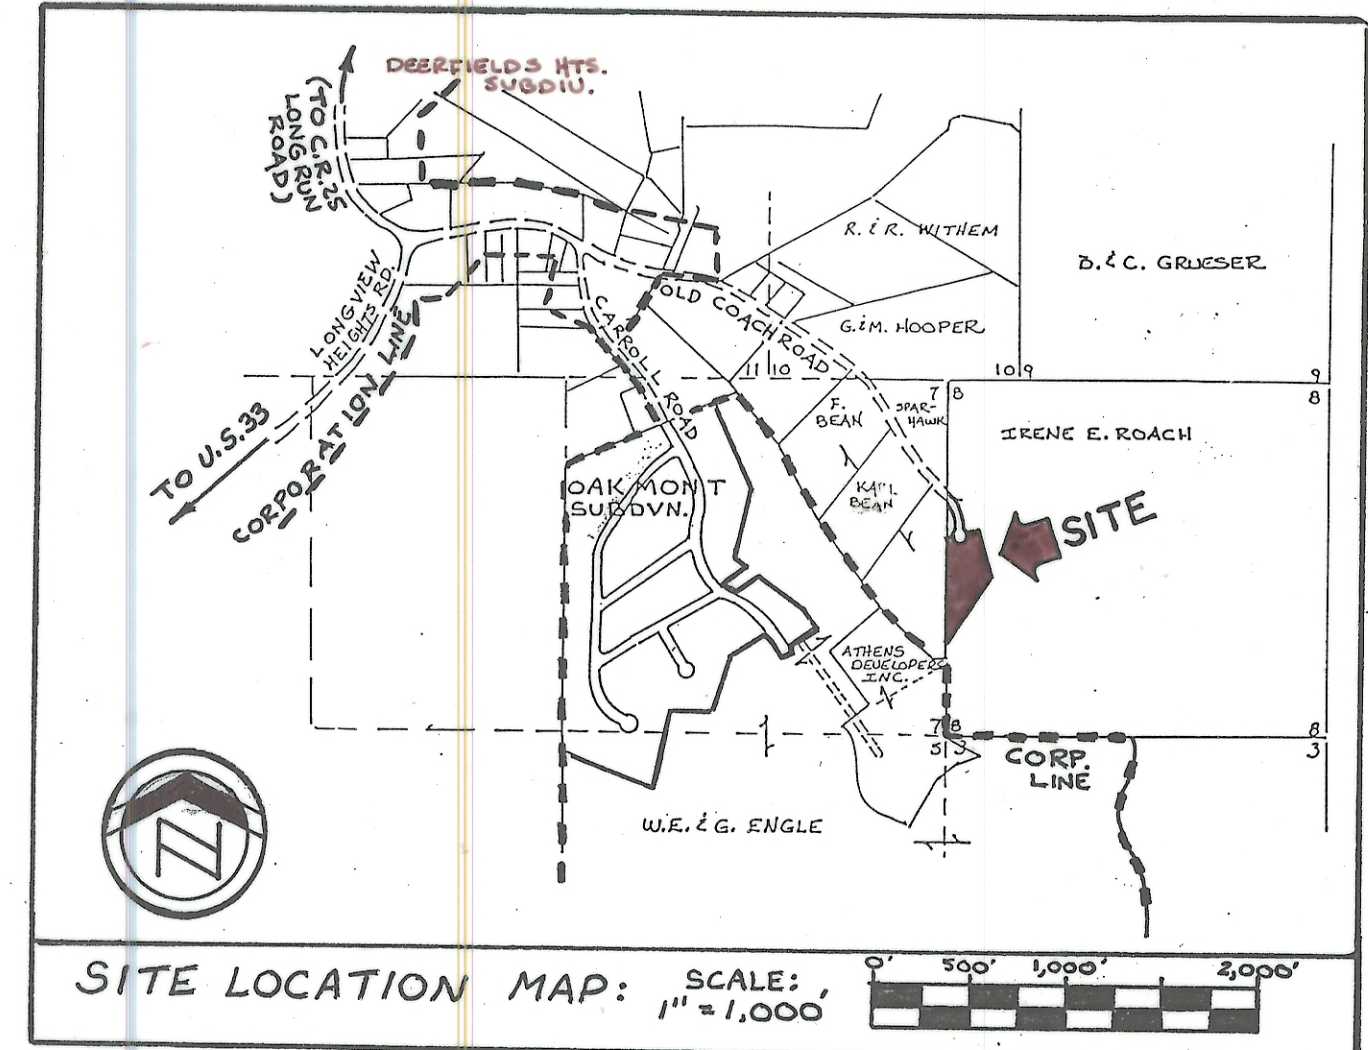 DEERFIELDS HTS.
SUBDIV.
(TO C.R.25
LONG RUN
ROAD)
R. & R. WITHEM
B. & C. GRUESER
LONGVIEW
HEIGHTS RD.
OLD COACH ROAD
G. & M. HOOPER
CARROLL ROAD
CORPORATION LINE
11 10
10 9
9
8
7 8
F.
BEAN
SPAR-
HAWK
IRENE E. ROACH
TO U.S.33
OAKMONT
SUBDVN.
KARL
BEAN
SITE
ATHENS
DEVELOPERS
INC.
7 8
5 3
8
3
CORP.
LINE
W.E. & G. ENGLE
N
SITE LOCATION MAP:
SCALE:
1" = 1,000'
0' 500' 1,000' 2,000'